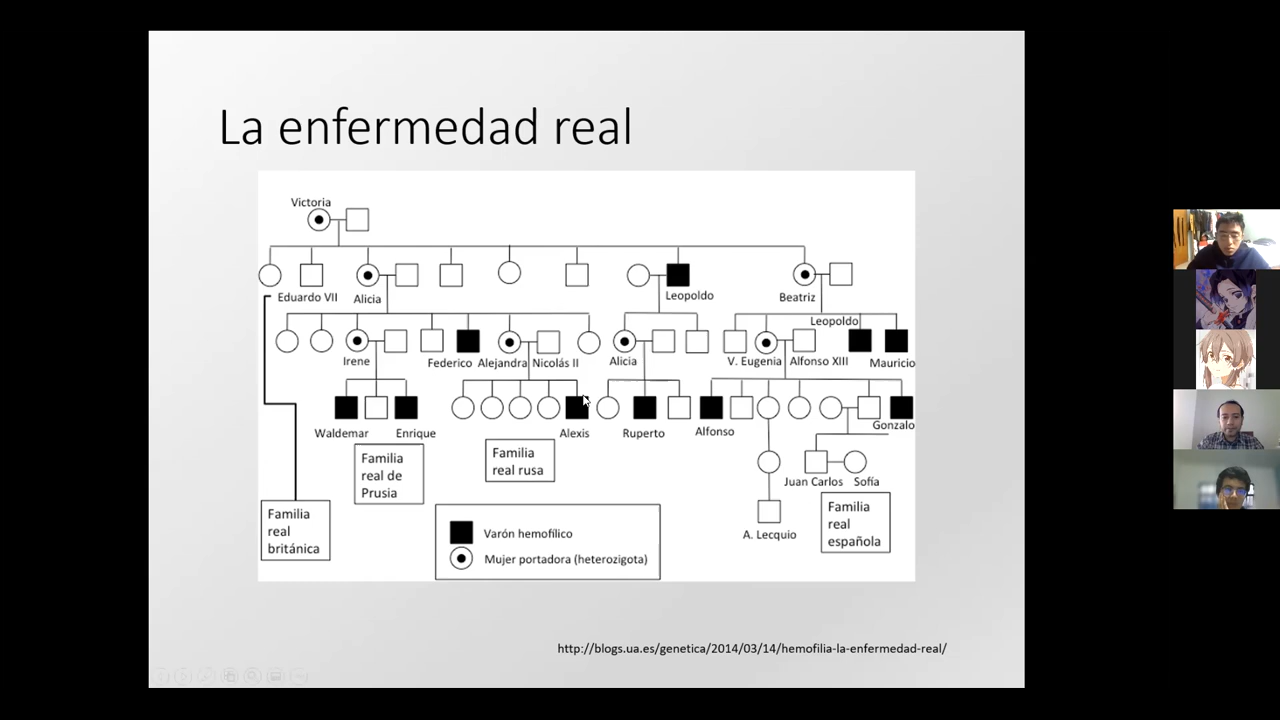 La enfermedad real
Victoria
Eduardo VII
Alicia
Leopoldo
Beatriz
Irene
Federico
Alejandra
Nicolás II
Alicia
V. Eugenia
Leopoldo
Alfonso XIII
Mauricio
Waldemar
Enrique
Alexis
Ruperto
Alfonso
Gonzalo
Juan Carlos
Sofía
A. Lecquio
Familia
real
británica
Familia
real de
Prusia
Familia
real rusa
Familia
real
española
Varón hemofílico
Mujer portadora (heterozigota)
http://blogs.ua.es/genetica/2014/03/14/hemofilia-la-enfermedad-real/